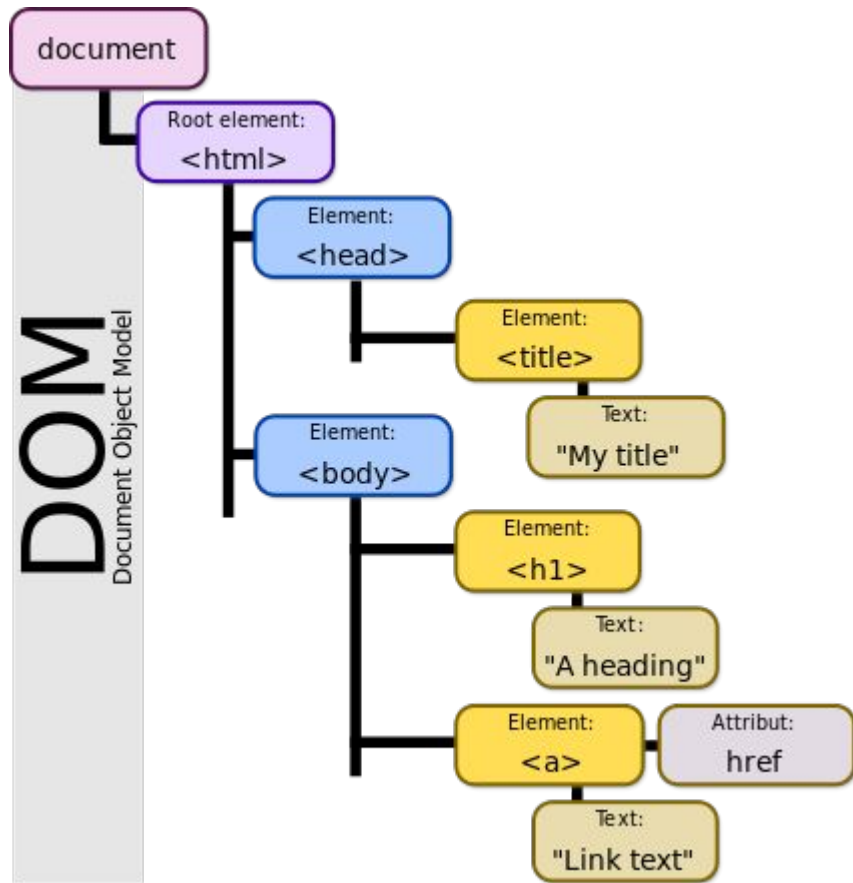 document
Root element:
<html>
Element:
<head>
Element:
<title>
Text:
"My title"
Element:
<body>
Element:
<h1>
Text:
"A heading"
Element:
<a>
Attribut:
href
Text:
"Link text"
DOM
Document Object Model